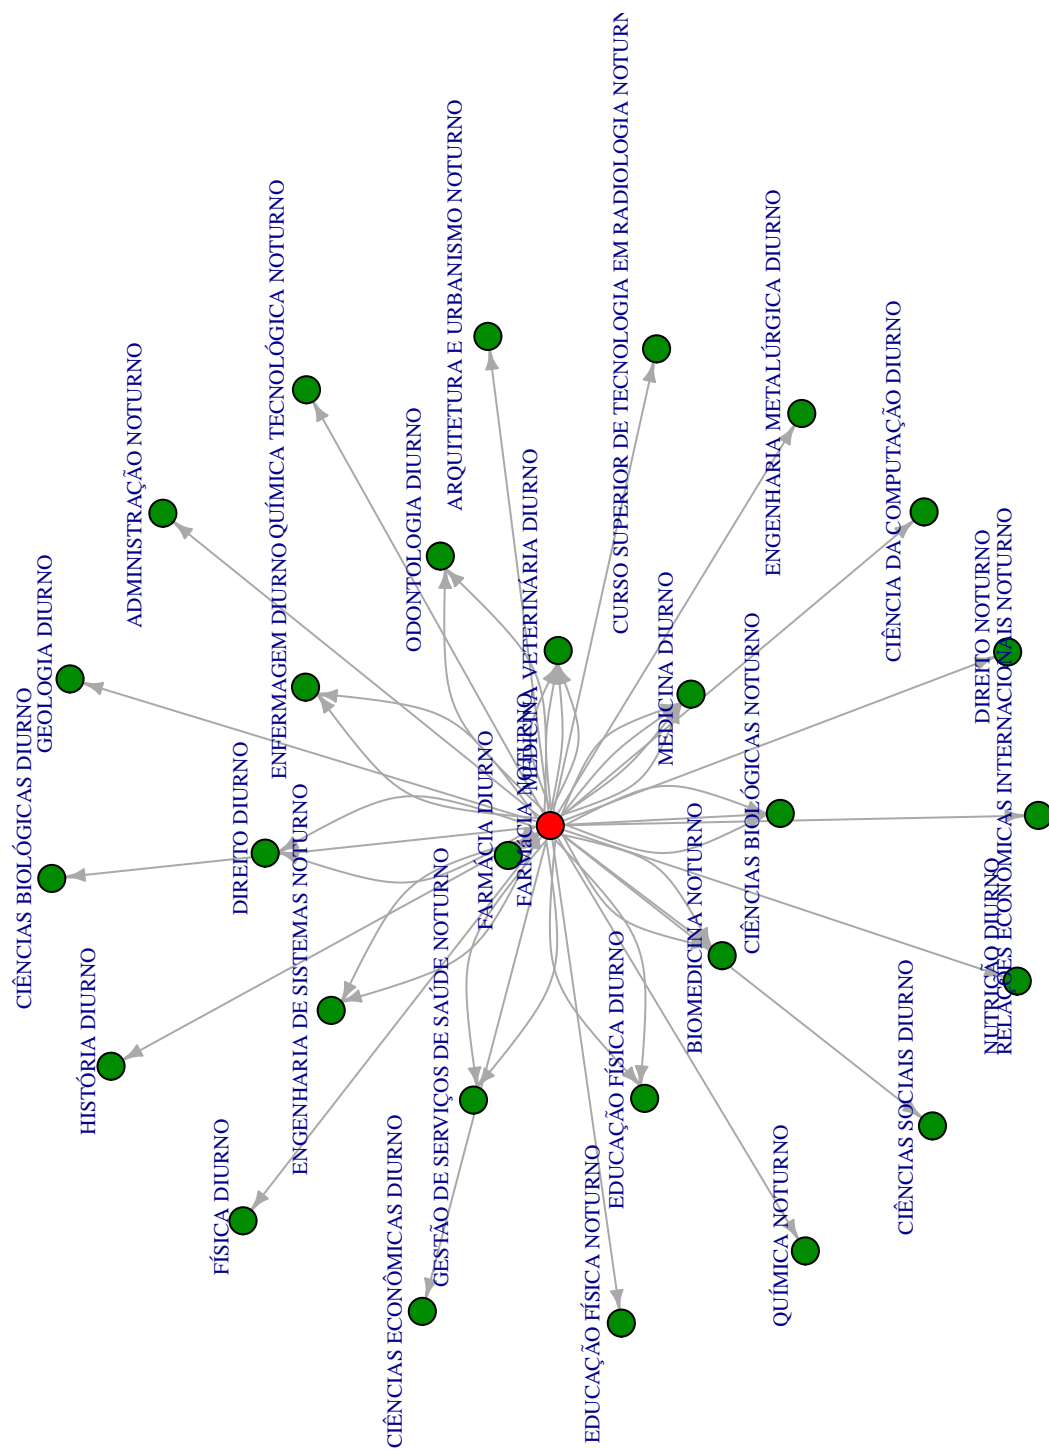 CIÊNCIAS BIOLÓGICAS DIURNO
GEOLOGIA DIURNO
HISTÓRIA DIURNO
ADMINISTRAÇÃO NOTURNO
FÍSICA DIURNO
DIREITO DIURNO
ENFERMAGEM DIURNO
QUÍMICA TECNOLÓGICA NOTURNO
ENGENHARIA DE SISTEMAS NOTURNO
CIÊNCIAS ECONÔMICAS DIURNO
ODONTOLOGIA DIURNO
GESTÃO DE SERVIÇOS DE SAÚDE NOTURNO
ARQUITETURA E URBANISMO NOTURNO
FARMÁCIA DIURNO
FARMáCIA NOTURNO
MEDICINA VETERINÁRIA DIURNO
EDUCAÇÃO FÍSICA NOTURNO
EDUCAÇÃO FÍSICA DIURNO
CURSO SUPERIOR DE TECNOLOGIA EM RADIOLOGIA NOTURN
MEDICINA DIURNO
BIOMEDICINA NOTURNO
CIÊNCIAS BIOLÓGICAS NOTURNO
ENGENHARIA METALÚRGICA DIURNO
QUÍMICA NOTURNO
CIÊNCIA DA COMPUTAÇÃO DIURNO
CIÊNCIAS SOCIAIS DIURNO
DIREITO NOTURNO
NUTRIÇÃO DIURNO
RELAÇÕES ECONÔMICAS INTERNACIONAIS NOTURNO